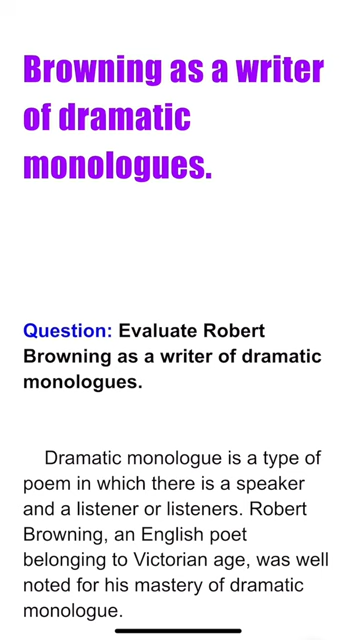 Browning as a writer
of dramatic
monologues.
Question: Evaluate Robert
Browning as a writer of dramatic
monologues.
Dramatic monologue is a type of
poem in which there is a speaker
and a listener or listeners. Robert
Browning, an English poet
belonging to Victorian age, was well
noted for his mastery of dramatic
monologue.